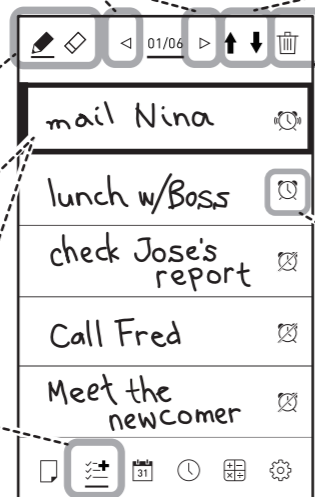 01/06
mail Nina
lunch w/Boss
check Jose's
report
Call Fred
Meet the
newcomer
31